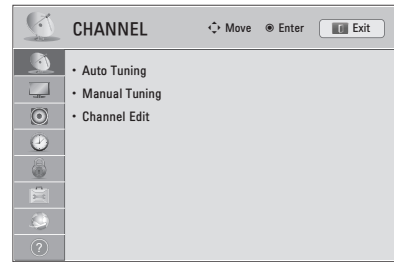 CHANNEL Move Enter Exit
• Auto Tuning
• Manual Tuning
• Channel Edit
?